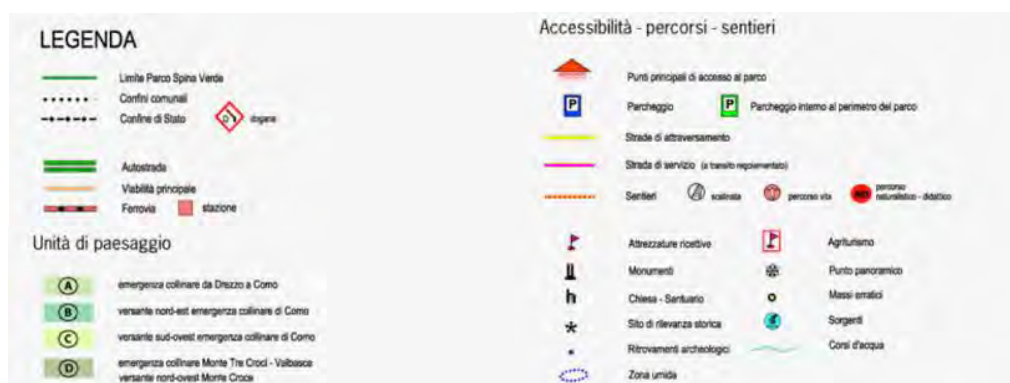 LEGENDA
Limite Parco Spina Verde
Confini comunali
Confine di Stato dogana
Autostrada
Viabilità principale
Ferrovia stazione
Unità di paesaggio
A emergenza collinare da Drezzo a Como
B versante nord-est emergenza collinare di Como
C versante sud-ovest emergenza collinare di Como
D emergenza collinare Monte Tre Croci - Valbasca
versante nord-ovest Monte Croce
Accessibilità - percorsi - sentieri
Punti principali di accesso al parco
P Parcheggio P Parcheggio interno al perimetro del parco
Strade di attraversamento
Strada di servizio (a transito regolamentato)
Sentieri scalinata percorso vita percorso
naturalistico - didattico
Attrezzature ricettive Agriturismo
Monumenti Punto panoramico
h Chiesa - Santuario Massi erratici
Sito di rilevanza storica Sorgenti
Ritrovamenti archeologici Corsi d'acqua
Zona umida